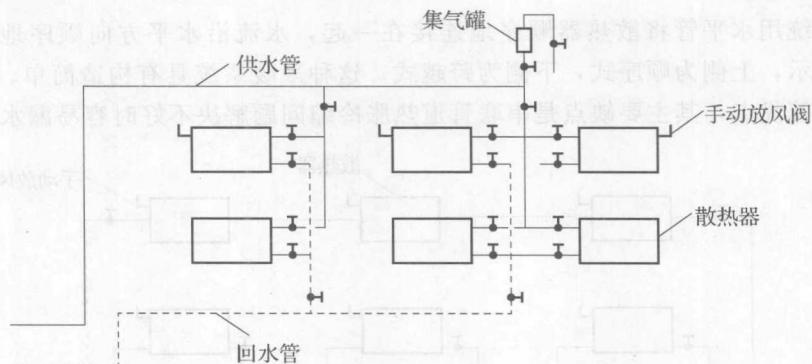 集气罐
供水管
手动放风阀
散热器
回水管